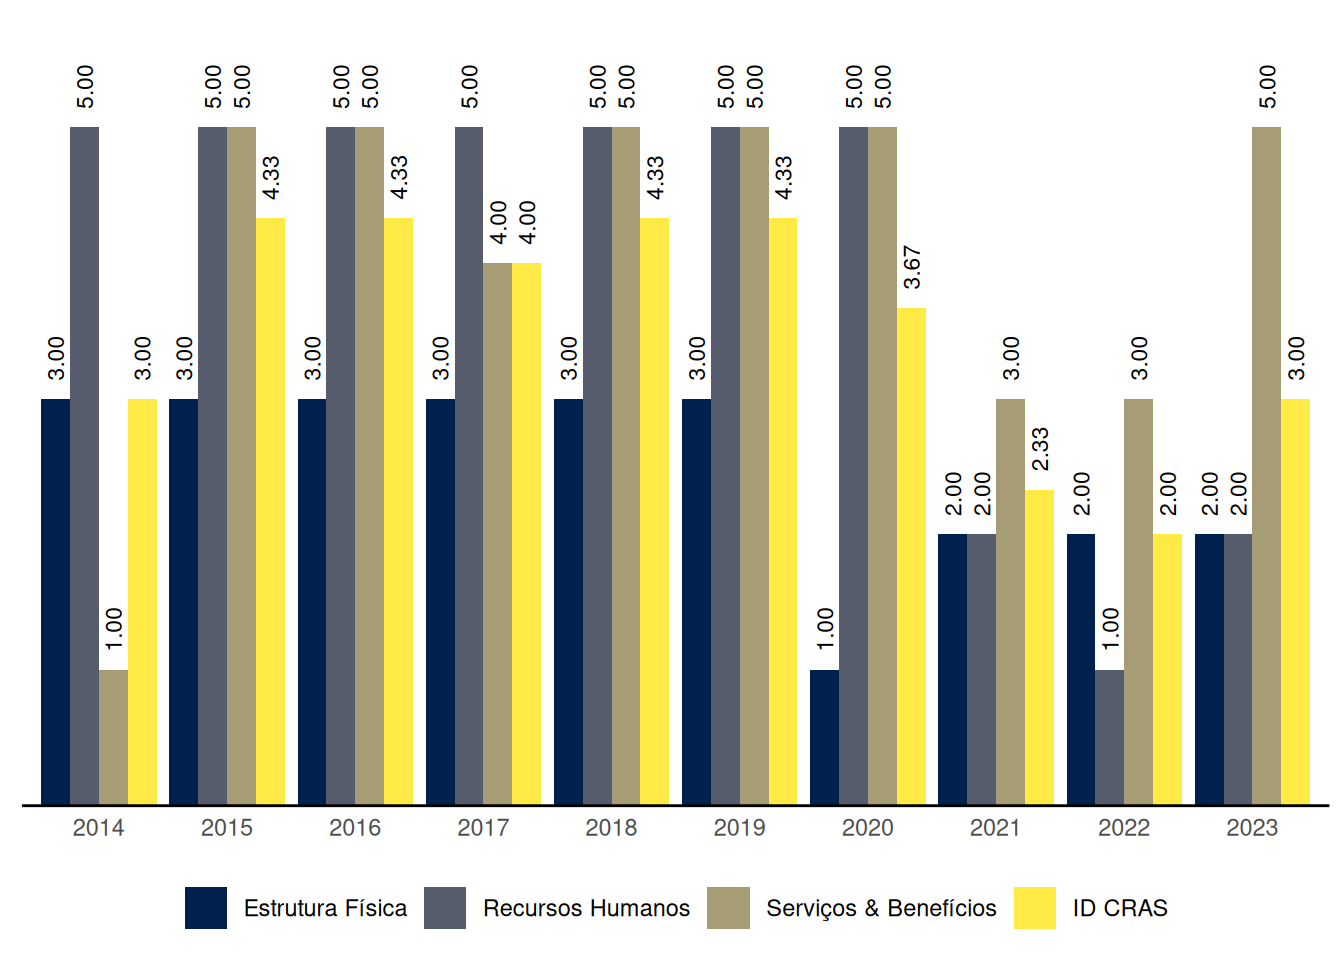 5.00 5.00 5.00 5.00 5.00 5.00 5.00 5.00 5.00 5.00 5.00 5.00 5.00
4.33 4.33 4.33 4.33
4.00 4.00
3.67
3.00 3.00 3.00 3.00 3.00 3.00 3.00 3.00 3.00 3.00
2.33
2.00 2.00 2.00 2.00 2.00 2.00
1.00 1.00 1.00
2014 2015 2016 2017 2018 2019 2020 2021 2022 2023
Estrutura Física Recursos Humanos Serviços & Benefícios ID CRAS